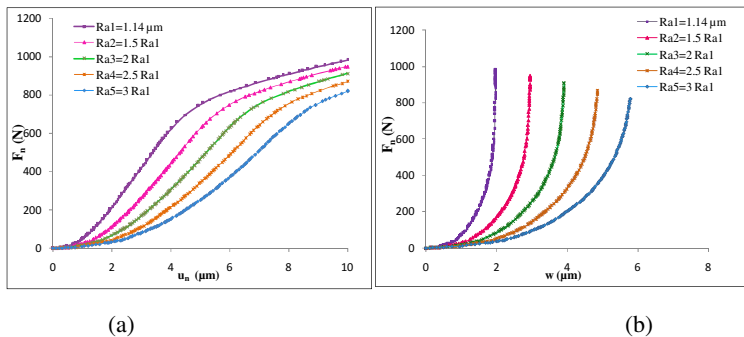 1200
1000
800
600
400
200
0
F_n (N)
Ra1=1.14 µm
Ra2=1.5 Ra1
Ra3=2 Ra1
Ra4=2.5 Ra1
Ra5=3 Ra1
0 2 4 6 8 10
u_n (µm)
1200
1000
800
600
400
200
0
F_n (N)
Ra1=1.14 µm
Ra2=1.5 Ra1
Ra3=2 Ra1
Ra4=2.5 Ra1
Ra5=3 Ra1
0 2 4 6 8
w (µm)
(a) (b)